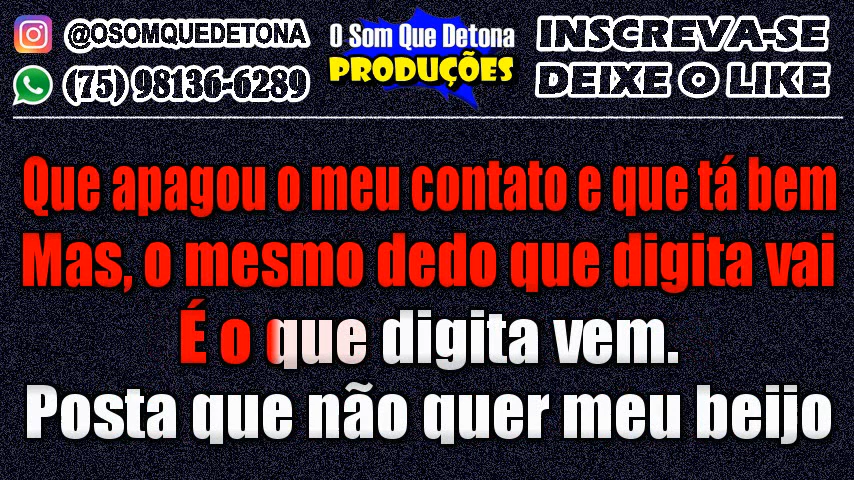 @OSOMQUEDETONA
(75) 98136-6289
O Som Que Detona
PRODUÇÕES
INSCREVA-SE
DEIXE O LIKE
Que apagou o meu contato e que tá bem
Mas, o mesmo dedo que digita vai
É o que digita vem.
Posta que não quer meu beijo